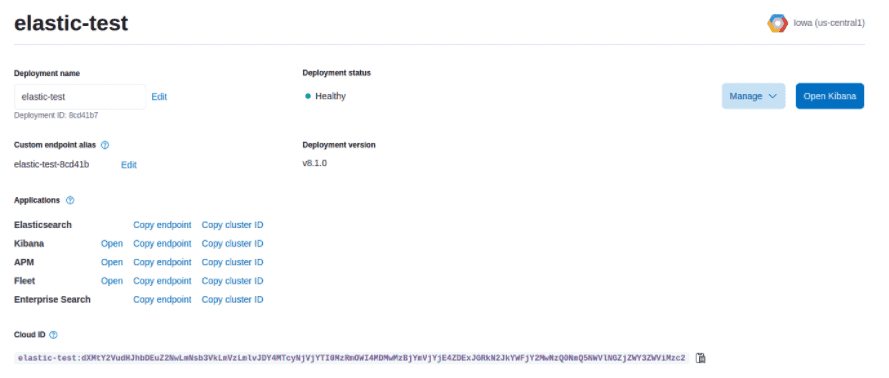 elastic-test
Iowa (us-central1)
Deployment name
Deployment status
elastic-test Edit
Healthy
Manage
Open Kibana
Deployment ID: 8cd41b7
Custom endpoint alias
Deployment version
elastic-test-8cd41b Edit
v8.1.0
Applications
Elasticsearch Copy endpoint Copy cluster ID
Kibana Open Copy endpoint Copy cluster ID
APM Open Copy endpoint Copy cluster ID
Fleet Open Copy endpoint Copy cluster ID
Enterprise Search Copy endpoint Copy cluster ID
Cloud ID